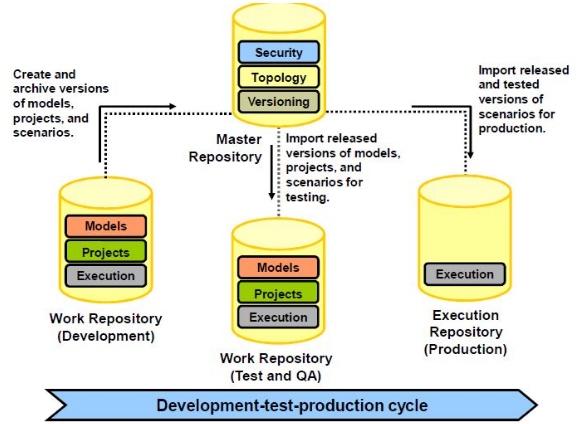 Security
Topology
Versioning
Create and
archive versions
of models,
projects, and
scenarios.
Master
Repository
Import released
versions of models,
projects, and
scenarios for
testing.
Import released
and tested
versions of
scenarios for
production.
Models
Projects
Execution
Work Repository
(Development)
Models
Projects
Execution
Work Repository
(Test and QA)
Execution
Execution
Repository
(Production)
Development-test-production cycle